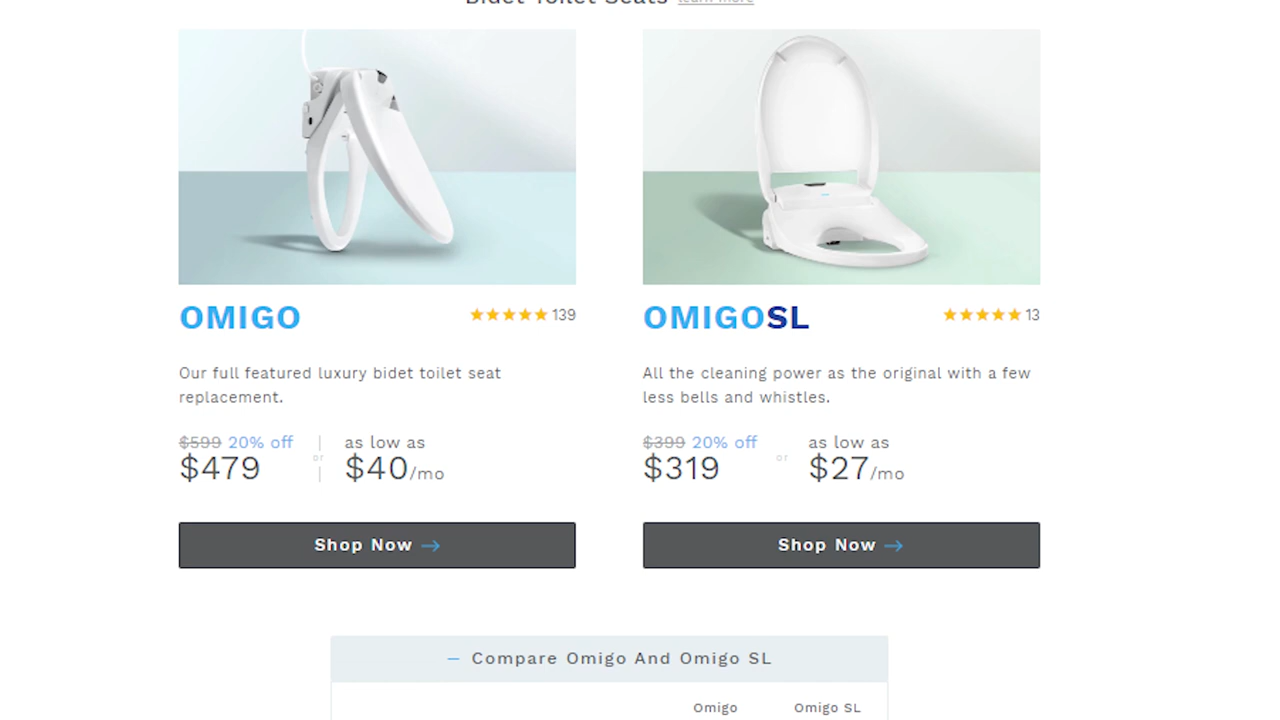 Bidet Toilet Seats learn more
OMIGO
139
Our full featured luxury bidet toilet seat
replacement.
$599 20% off
as low as
$479
or
$40/mo
Shop Now →
OMIGOSL
13
All the cleaning power as the original with a few
less bells and whistles.
$399 20% off
as low as
$319
or
$27/mo
Shop Now →
— Compare Omigo And Omigo SL
Omigo
Omigo SL